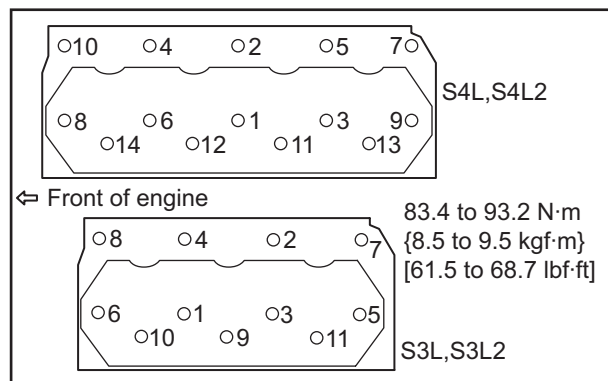 10 4 2 5 7
S4L,S4L2
8 6 1 3 9
14 12 11 13
⇦ Front of engine
83.4 to 93.2 N·m
{8.5 to 9.5 kgf·m}
[61.5 to 68.7 lbf·ft]
8 4 2 7
6 1 3 5
10 9 11
S3L,S3L2